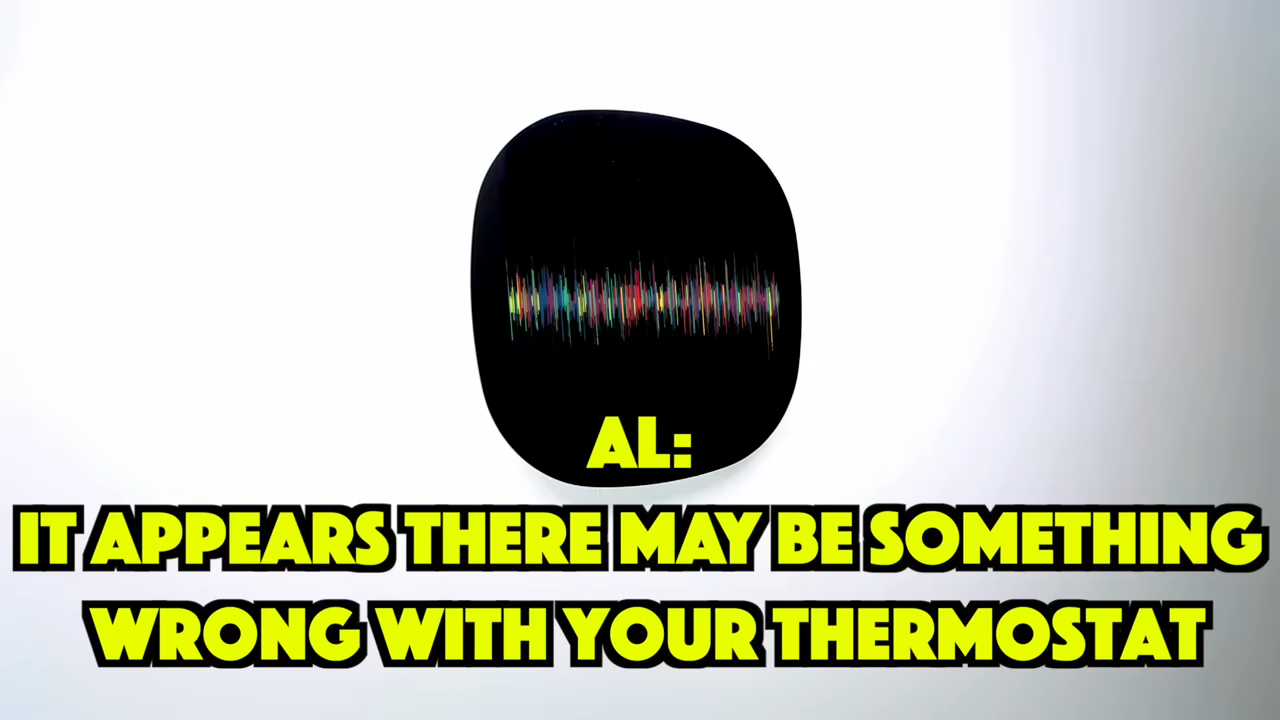 AL:
IT APPEARS THERE MAY BE SOMETHING
WRONG WITH YOUR THERMOSTAT